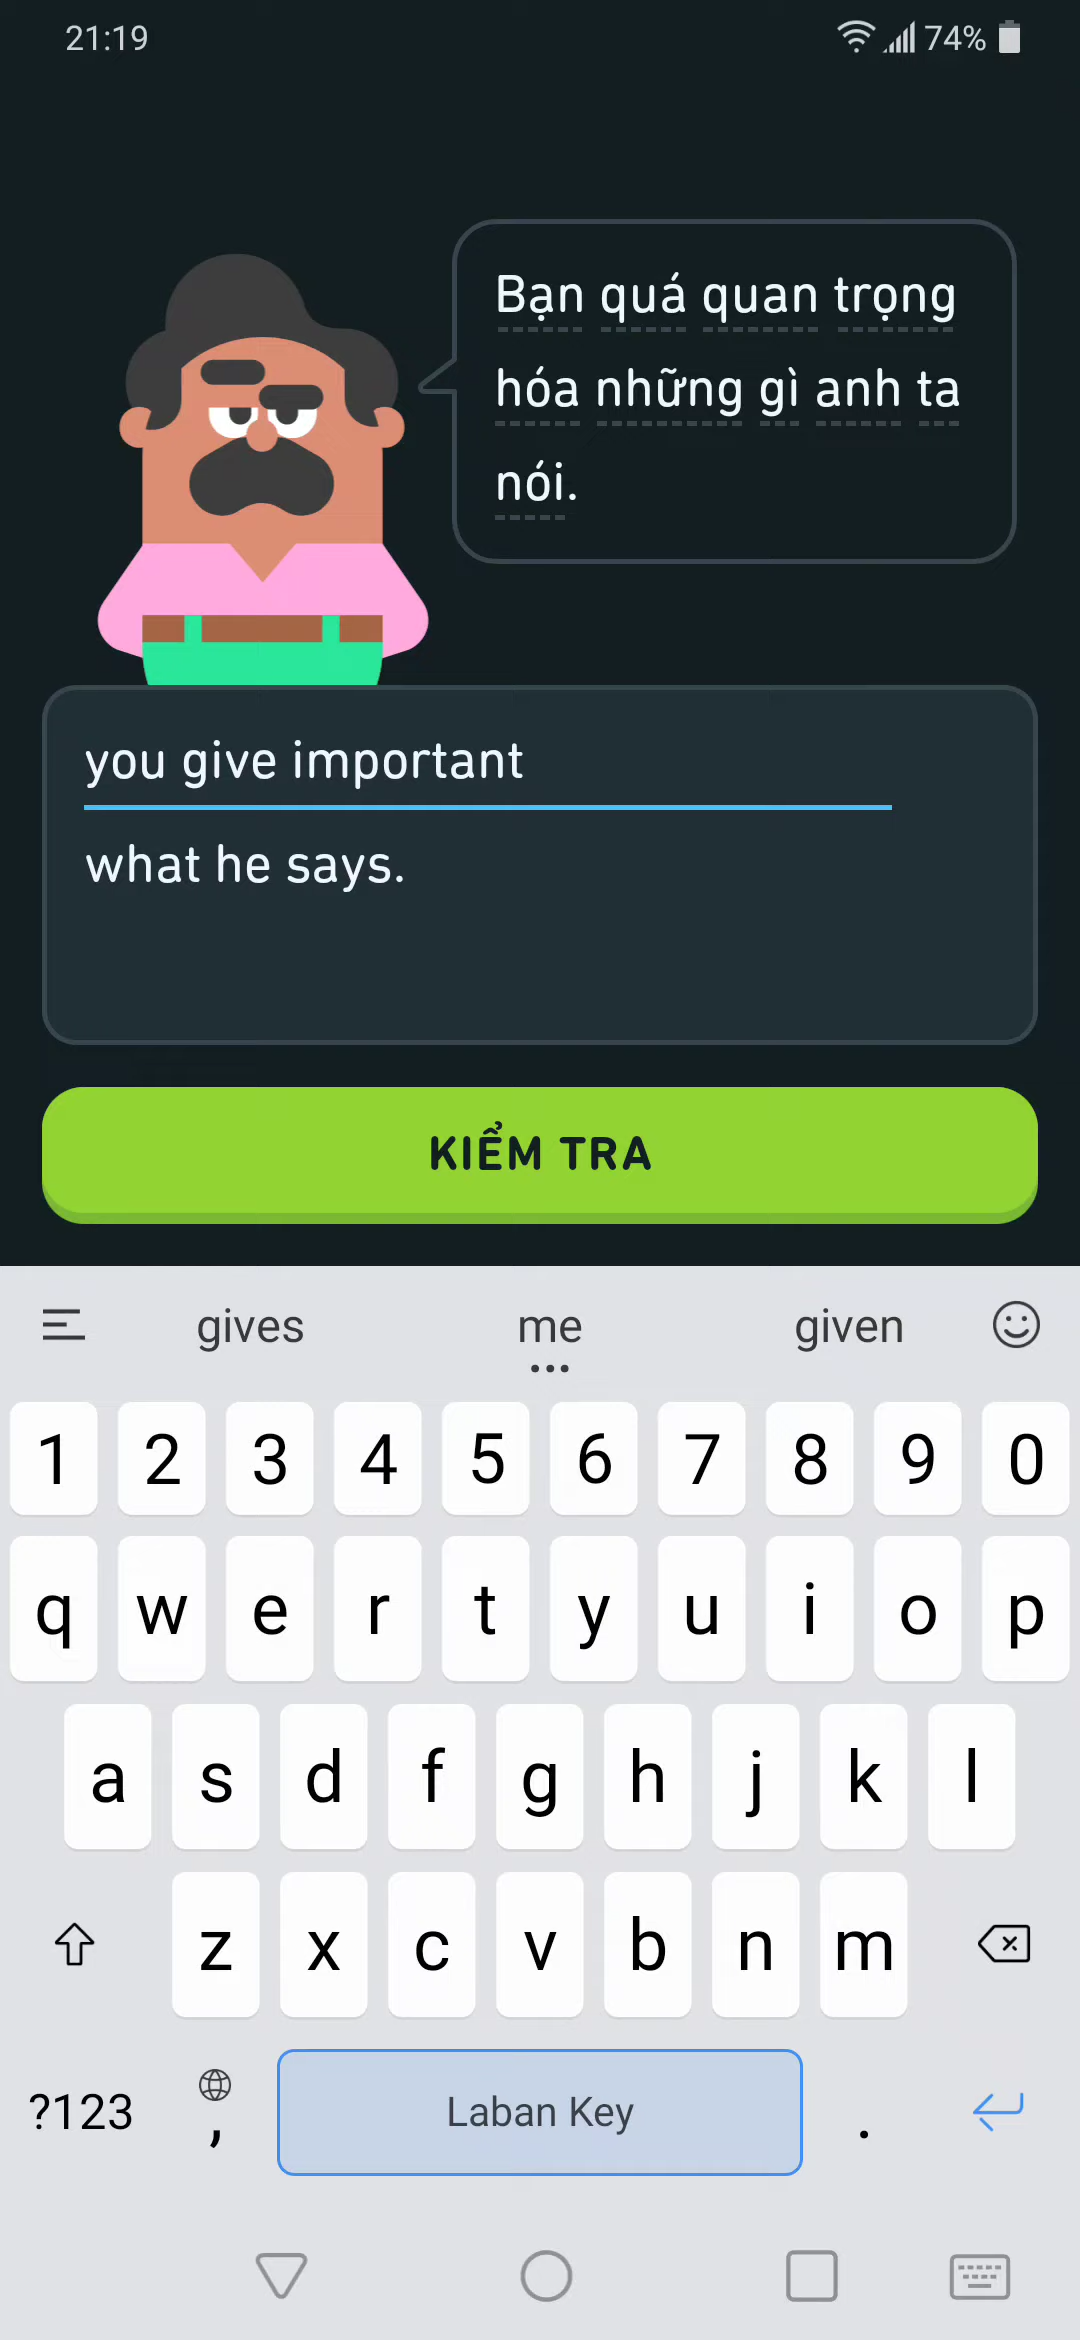 21:19
74%
Bạn quá quan trọng
hóa những gì anh ta
nói.
you give important
what he says.
KIỂM TRA
gives me given
1 2 3 4 5 6 7 8 9 0
q w e r t y u i o p
a s d f g h j k l
z x c v b n m
?123 , Laban Key .